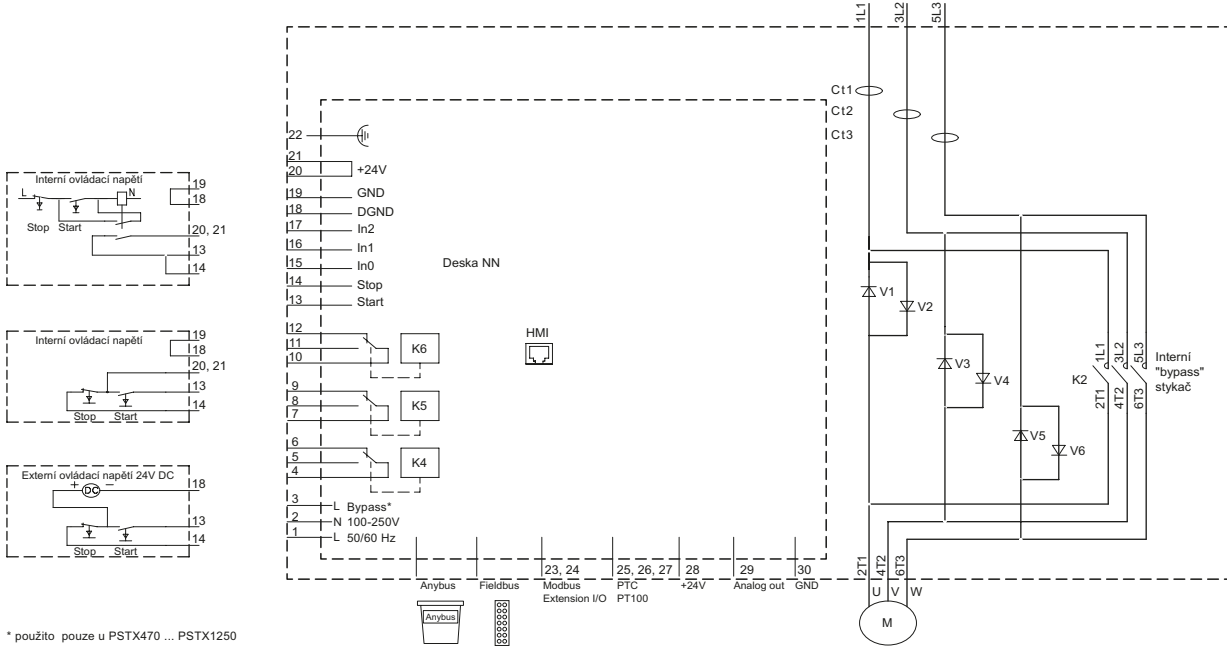 1L1
3L2
5L3
Ct1
Ct2
Ct3
22
21
20
+24V
19
GND
18
DGND
17
In2
16
In1
15
In0
14
Stop
13
Start
Deska NN
HMI
12
11
10
K6
9
8
7
K5
6
5
4
K4
3
L Bypass*
2
N 100-250V
1
L 50/60 Hz
Interní ovládací napětí
L
N
Stop Start
19
18
20, 21
13
14
Interní ovládací napětí
19
18
20, 21
13
14
Stop Start
Externí ovládací napětí 24V DC
+ DC −
18
13
14
Stop Start
V1
V2
V3
V4
V5
V6
K2
1L1
3L2
5L3
2T1
4T2
6T3
Interní
"bypass"
stykač
23, 24
25, 26, 27
28
29
30
Anybus
Fieldbus
Modbus
Extension I/O
PTC
PT100
+24V
Analog out
GND
Anybus
2T1
4T2
6T3
U V W
M
* použito pouze u PSTX470 ... PSTX1250